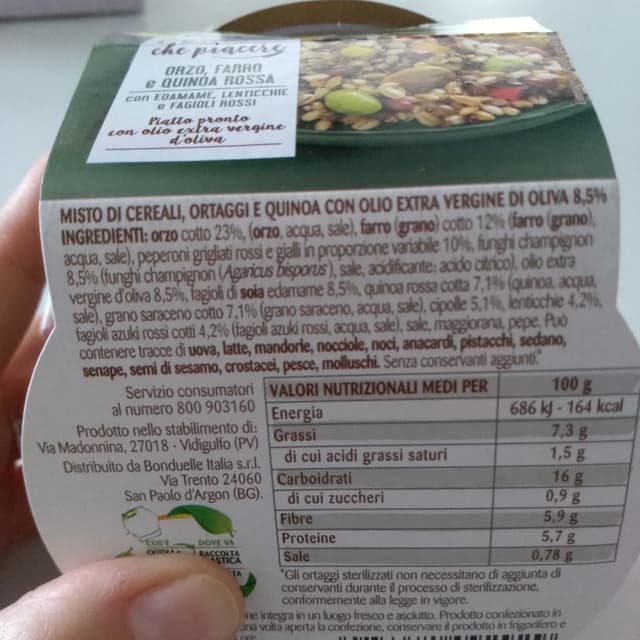 che piacere
ORZO, FARRO
e QUINOA ROSSA
con EDAMAME, LENTICCHIE
e FAGIOLI ROSSI
Piatto pronto
con olio extra vergine
d'oliva
MISTO DI CEREALI, ORTAGGI E QUINOA CON OLIO EXTRA VERGINE DI OLIVA 8,5%
INGREDIENTI: orzo cotto 23%, (orzo, acqua, sale), farro (grano) cotto 12% (farro (grano),
acqua, sale), peperoni grigliati rossi e gialli in proporzione variabile 10%, funghi champignon
8,5% (funghi champignon (Agaricus bisporus), sale, acidificante: acido citrico), olio extra
vergine d'oliva 8,5%, fagioli di soia edamame 8,5%, quinoa rossa cotta 7,1% (quinoa, acqua,
sale), grano saraceno cotto 7,1% (grano saraceno, acqua, sale), cipolle 5,1%, lenticchie 4,2%,
fagioli azuki rossi cotti 4,2% (fagioli azuki rossi, acqua, sale), sale, maggiorana, pepe. Può
contenere tracce di uova, latte, mandorle, nocciole, noci, anacardi, pistacchi, sedano,
senape, semi di sesamo, crostacei, pesce, molluschi. Senza conservanti aggiunti.*
Servizio consumatori
al numero 800 903160
Prodotto nello stabilimento di:
Via Madonnina, 27018 - Vidigulfo (PV)
Distribuito da Bonduelle Italia s.r.l.
Via Trento 24060
San Paolo d'Argon (BG).
VALORI NUTRIZIONALI MEDI PER 100 g
Energia 686 kJ - 164 kcal
Grassi 7,3 g
di cui acidi grassi saturi 1,5 g
Carboidrati 16 g
di cui zuccheri 0,9 g
Fibre 5,9 g
Proteine 5,7 g
Sale 0,78 g
COS'È DOVE VA
RACCOLTA
*Gli ortaggi sterilizzati non necessitano di aggiunta di
conservanti durante il processo di sterilizzazione,
conformemente alla legge in vigore.
ne integra in un luogo fresco e asciutto. Prodotto confezionato in
na volta aperta la confezione, conservare il prodotto in frigorifero e